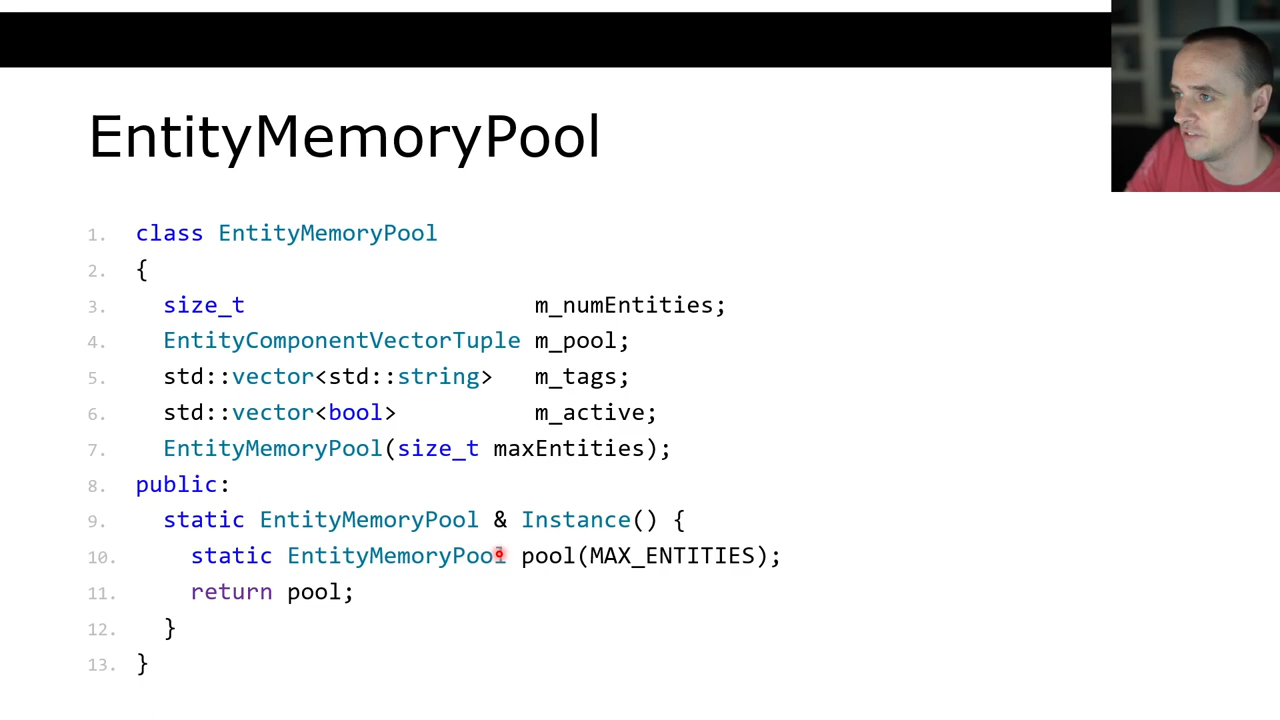 EntityMemoryPool
1. class EntityMemoryPool
2. {
3. size_t m_numEntities;
4. EntityComponentVectorTuple m_pool;
5. std::vector<std::string> m_tags;
6. std::vector<bool> m_active;
7. EntityMemoryPool(size_t maxEntities);
8. public:
9. static EntityMemoryPool & Instance() {
10. static EntityMemoryPool pool(MAX_ENTITIES);
11. return pool;
12. }
13. }